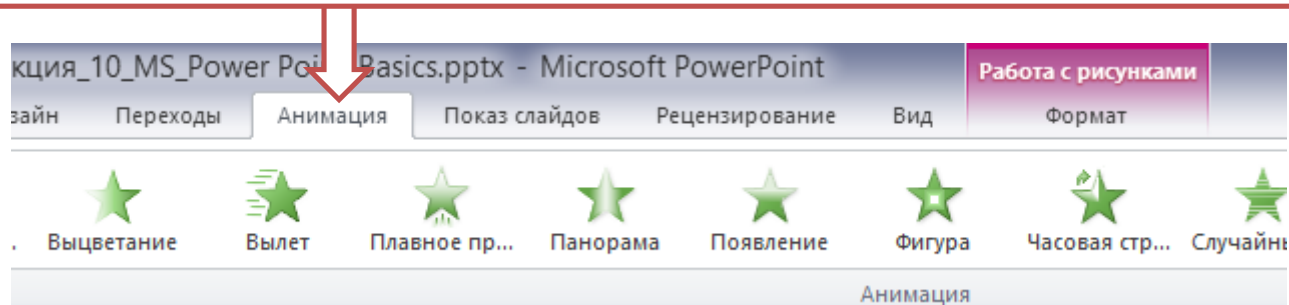 кция_10_MS_Power Poi Basics.pptx - Microsoft PowerPoint Работа с рисунками
зайн Переходы Анимация Показ слайдов Рецензирование Вид Формат
. Выцветание Вылет Плавное пр... Панорама Появление Фигура Часовая стр... Случайны
Анимация